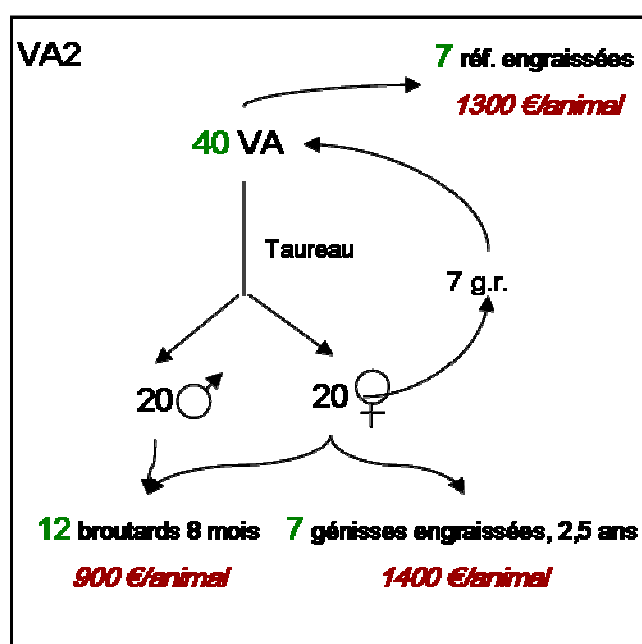 VA2
7 réf. engraissées
1300 €/animal
40 VA
Taureau
7 g.r.
20♂
20♀
12 broutards 8 mois
900 €/animal
7 génisses engraissées, 2,5 ans
1400 €/animal